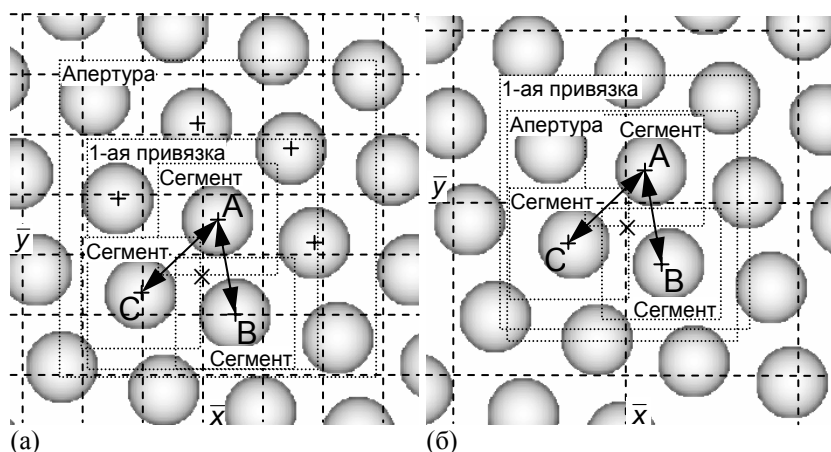 Апертура
1-ая привязка
Сегмент
A
y̅
Сегмент
C
B
Сегмент
x̅
(а)
1-ая привязка
Апертура
Сегмент
A
y̅
Сегмент
C
B
Сегмент
x̅
(б)